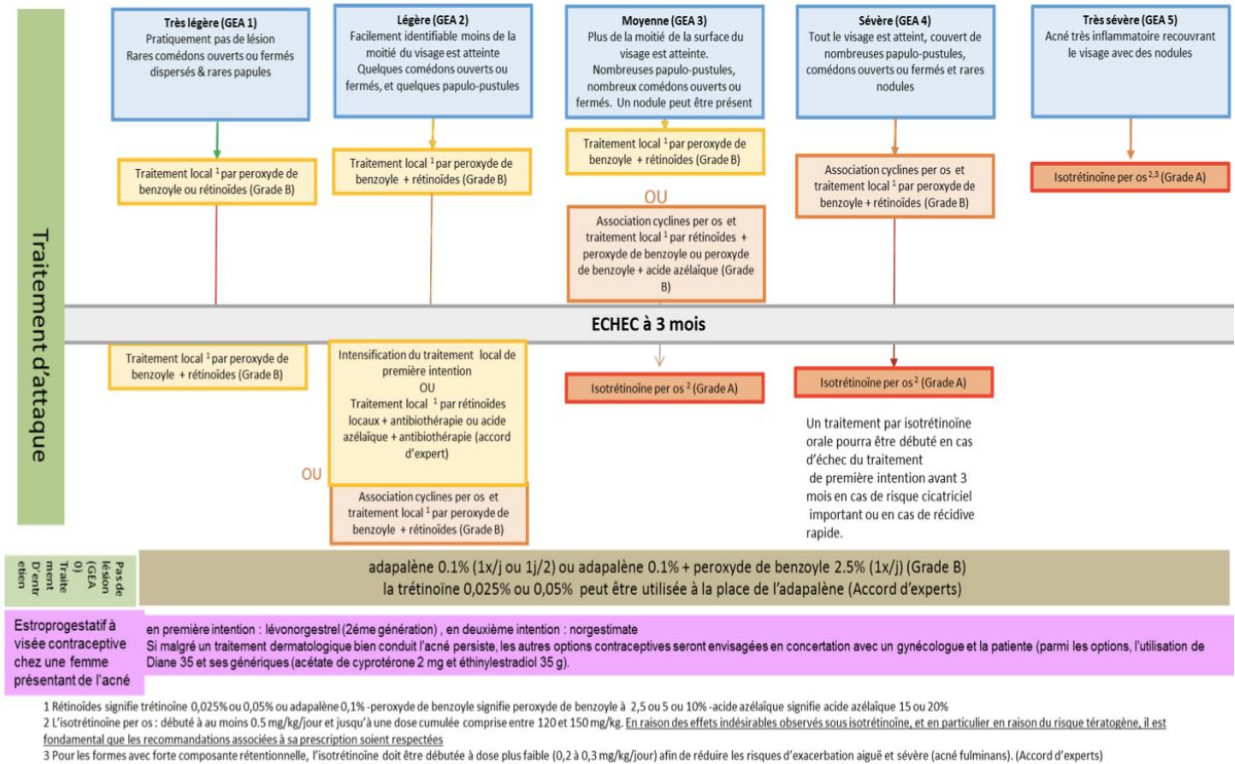 Traitement d'attaque
Très légère (GEA 1)
Pratiquement pas de lésion
Rares comédons ouverts ou fermés
dispersés & rares papules
Légère (GEA 2)
Facilement identifiable moins de la
moitié du visage est atteinte
Quelques comédons ouverts ou
fermés, et quelques papulo-pustules
Moyenne (GEA 3)
Plus de la moitié de la surface du
visage est atteinte.
Nombreuses papulo-pustules,
nombreux comédons ouverts ou
fermés. Un nodule peut être présent
Sévère (GEA 4)
Tout le visage est atteint, couvert de
nombreuses papulo-pustules,
comédons ouverts ou fermés et rares
nodules
Très sévère (GEA 5)
Acné très inflammatoire recouvrant
le visage avec des nodules
Traitement local 1 par peroxyde de
benzoyle ou rétinoïdes (Grade B)
Traitement local 1 par peroxyde de
benzoyle + rétinoïdes (Grade B)
Traitement local 1 par peroxyde de
benzoyle + rétinoïdes (Grade B)
OU
Association cyclines per os et
traitement local 1 par rétinoïdes +
peroxyde de benzoyle ou peroxyde
de benzoyle + acide azélaïque (Grade
B)
Association cyclines per os et
traitement local 1 par peroxyde de
benzoyle + rétinoïdes (Grade B)
Isotrétinoïne per os 2,3 (Grade A)
ECHEC à 3 mois
Traitement local 1 par peroxyde de
benzoyle + rétinoïdes (Grade B)
Intensification du traitement local de
première intention
OU
Traitement local 1 par rétinoïdes
locaux + antibiothérapie ou acide
azélaïque + antibiothérapie (accord
d'expert)
OU
Association cyclines per os et
traitement local 1 par peroxyde de
benzoyle + rétinoïdes (Grade B)
Isotrétinoïne per os 2 (Grade A)
Isotrétinoïne per os 2 (Grade A)
Un traitement par isotrétinoïne
orale pourra être débuté en cas
d'échec du traitement
de première intention avant 3
mois en cas de risque cicatriciel
important ou en cas de récidive
rapide.
Pas de
lésion
(GEA
0)
Traite
ment
D'entr
etien
adapalène 0.1% (1x/j ou 1j/2) ou adapalène 0.1% + peroxyde de benzoyle 2.5% (1x/j) (Grade B)
la trétinoïne 0,025% ou 0,05% peut être utilisée à la place de l'adapalène (Accord d'experts)
Estroprogestatif à
visée contraceptive
chez une femme
présentant de l'acné
en première intention : lévonorgestrel (2éme génération) , en deuxième intention : norgestimate
Si malgré un traitement dermatologique bien conduit l'acné persiste, les autres options contraceptives seront envisagées en concertation avec un gynécologue et la patiente (parmi les options, l'utilisation de
Diane 35 et ses génériques (acétate de cyprotérone 2 mg et éthinylestradiol 35 g).
1 Rétinoïdes signifie trétinoïne 0,025% ou 0,05% ou adapalène 0,1% -peroxyde de benzoyle signifie peroxyde de benzoyle à 2,5 ou 5 ou 10% -acide azélaïque signifie acide azélaïque 15 ou 20%
2 L'isotrétinoïne per os : débuté à au moins 0.5 mg/kg/jour et jusqu'à une dose cumulée comprise entre 120 et 150 mg/kg. En raison des effets indésirables observés sous isotrétinoïne, et en particulier en raison du risque tératogène, il est
fondamental que les recommandations associées à sa prescription soient respectées
3 Pour les formes avec forte composante rétentionnelle, l'isotrétinoïne doit être débutée à dose plus faible (0,2 à 0,3 mg/kg/jour) afin de réduire les risques d'exacerbation aiguë et sévère (acné fulminans). (Accord d'experts)